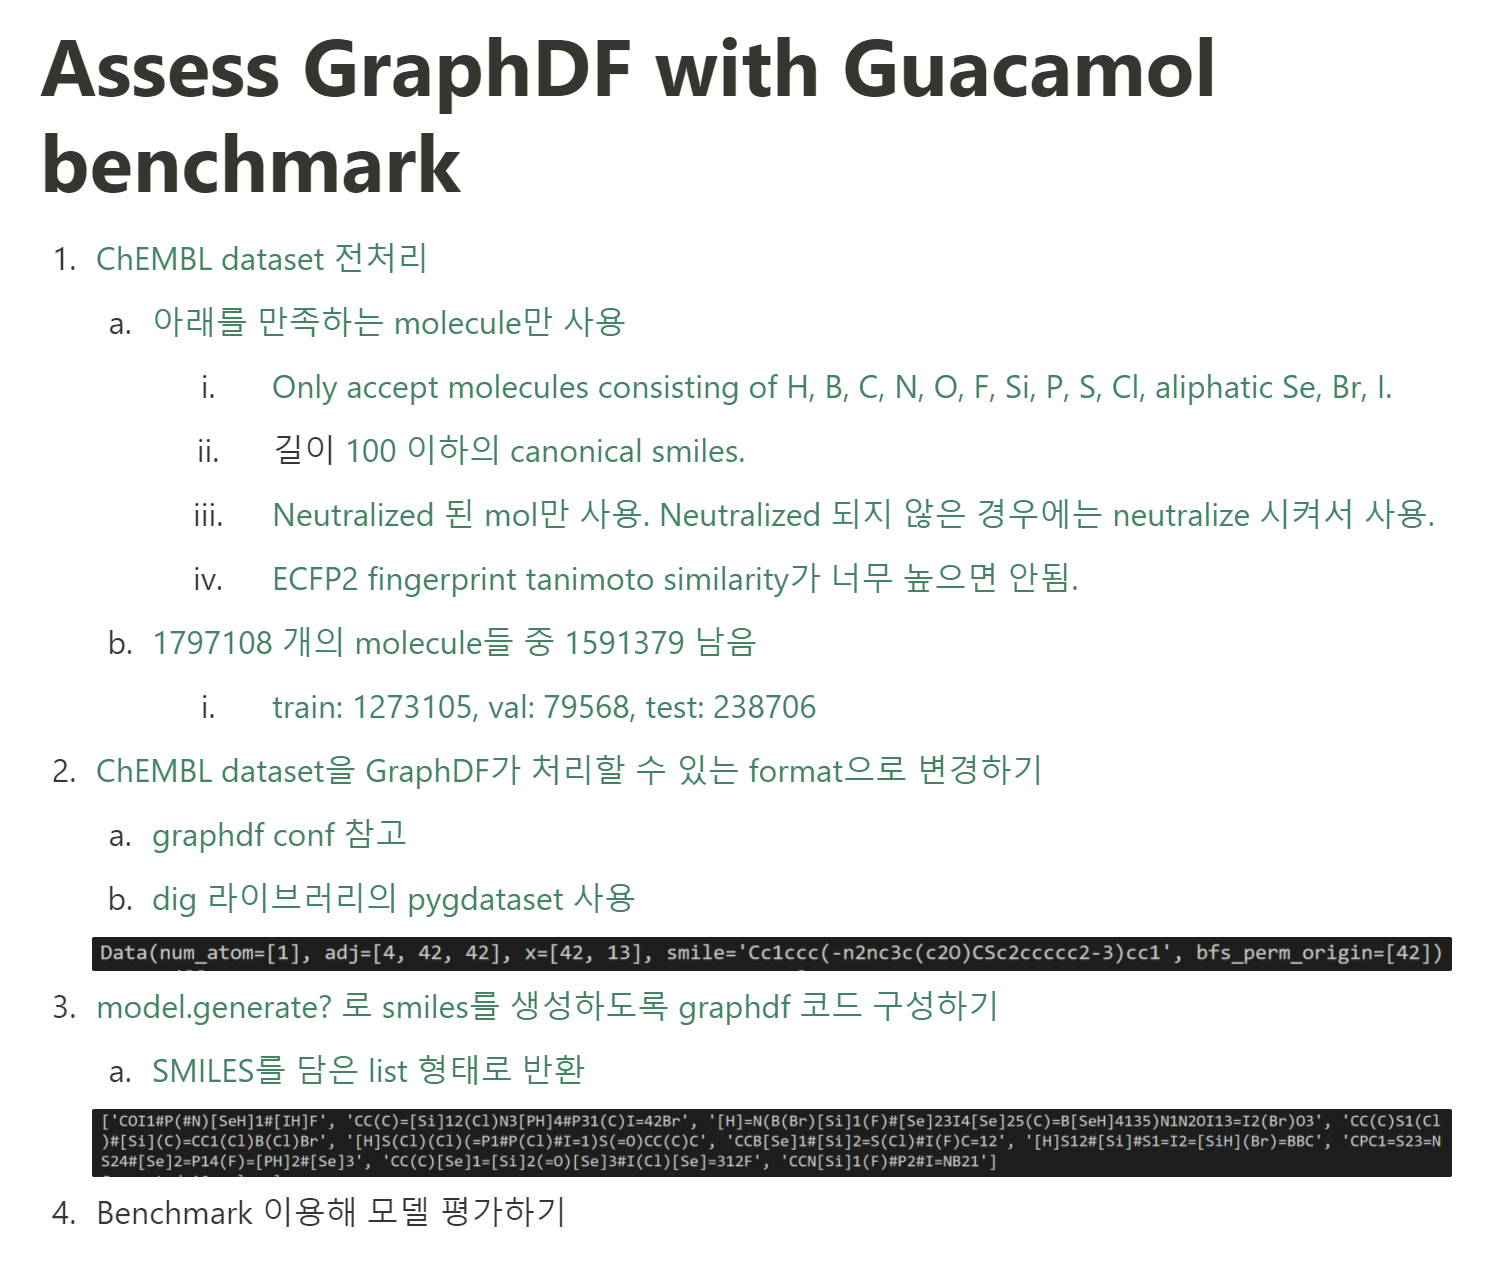 Assess GraphDF with Guacamol
benchmark
1. ChEMBL dataset 전처리
a. 아래를 만족하는 molecule만 사용
i. Only accept molecules consisting of H, B, C, N, O, F, Si, P, S, Cl, aliphatic Se, Br, I.
ii. 길이 100 이하의 canonical smiles.
iii. Neutralized 된 mol만 사용. Neutralized 되지 않은 경우에는 neutralize 시켜서 사용.
iv. ECFP2 fingerprint tanimoto similarity가 너무 높으면 안됨.
b. 1797108 개의 molecule들 중 1591379 남음
i. train: 1273105, val: 79568, test: 238706
2. ChEMBL dataset을 GraphDF가 처리할 수 있는 format으로 변경하기
a. graphdf conf 참고
b. dig 라이브러리의 pygdataset 사용
Data(num_atom=[1], adj=[4, 42, 42], x=[42, 13], smile='Cc1ccc(-n2nc3c(c2O)CSc2ccccc2-3)cc1', bfs_perm_origin=[42])
3. model.generate? 로 smiles를 생성하도록 graphdf 코드 구성하기
a. SMILES를 담은 list 형태로 반환
['COI1#P(#N)[SeH]1#[IH]F', 'CC(C)=[Si]12(Cl)N3[PH]4#P31(C)I=42Br', '[H]=N(B(Br)[Si]1(F)#[Se]23I4[Se]25(C)=B[SeH]4135)N1N2OI13=I2(Br)O3', 'CC(C)S1(Cl
)#[Si](C)=CC1(Cl)B(Cl)Br', '[H]S(Cl)(Cl)(=P1#P(Cl)#I=1)S(=O)CC(C)C', 'CCB[Se]1#[Si]2=S(Cl)#I(F)C=12', '[H]S12#[Si]#S1=I2=[SiH](Br)=BBC', 'CPC1=S23=N
S24#[Se]2=P14(F)=[PH]2#[Se]3', 'CC(C)[Se]1=[Si]2(=O)[Se]3#I(Cl)[Se]=312F', 'CCN[Si]1(F)#P2#I=NB21']
4. Benchmark 이용해 모델 평가하기